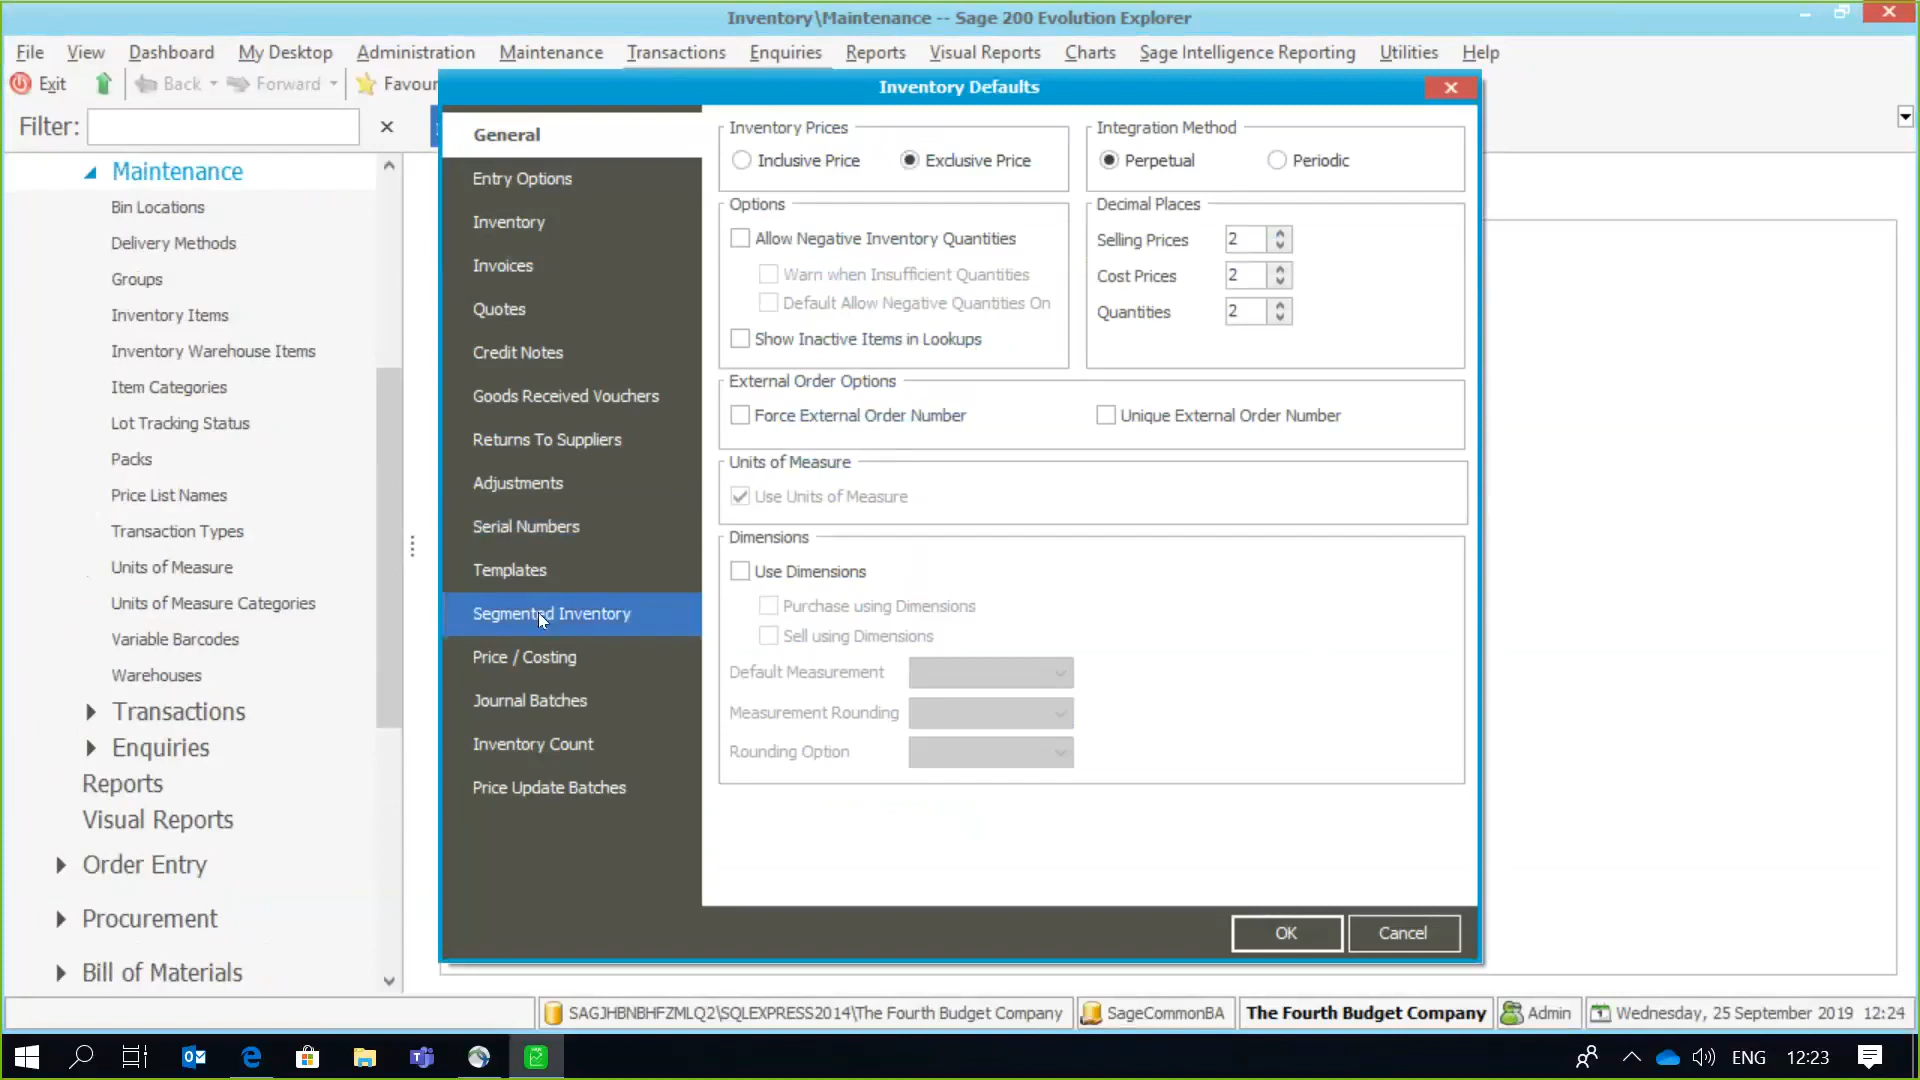 Inventory\Maintenance -- Sage 200 Evolution Explorer
File View Dashboard My Desktop Administration Maintenance Transactions Enquiries Reports Visual Reports Charts Sage Intelligence Reporting Utilities Help
Exit Back Forward Favou
Filter:
Maintenance
Bin Locations
Delivery Methods
Groups
Inventory Items
Inventory Warehouse Items
Item Categories
Lot Tracking Status
Packs
Price List Names
Transaction Types
Units of Measure
Units of Measure Categories
Variable Barcodes
Warehouses
Transactions
Enquiries
Reports
Visual Reports
Order Entry
Procurement
Bill of Materials
Inventory Defaults
General
Entry Options
Inventory
Invoices
Quotes
Credit Notes
Goods Received Vouchers
Returns To Suppliers
Adjustments
Serial Numbers
Templates
Segmented Inventory
Price / Costing
Journal Batches
Inventory Count
Price Update Batches
Inventory Prices
Inclusive Price Exclusive Price
Integration Method
Perpetual Periodic
Options
Allow Negative Inventory Quantities
Warn when Insufficient Quantities
Default Allow Negative Quantities On
Show Inactive Items in Lookups
Decimal Places
Selling Prices 2
Cost Prices 2
Quantities 2
External Order Options
Force External Order Number Unique External Order Number
Units of Measure
Use Units of Measure
Dimensions
Use Dimensions
Purchase using Dimensions
Sell using Dimensions
Default Measurement
Measurement Rounding
Rounding Option
OK Cancel
SAGJHBNBHFZMLQ2\SQLEXPRESS2014\The Fourth Budget Company SageCommonBA The Fourth Budget Company Admin Wednesday, 25 September 2019 12:24
ENG 12:23